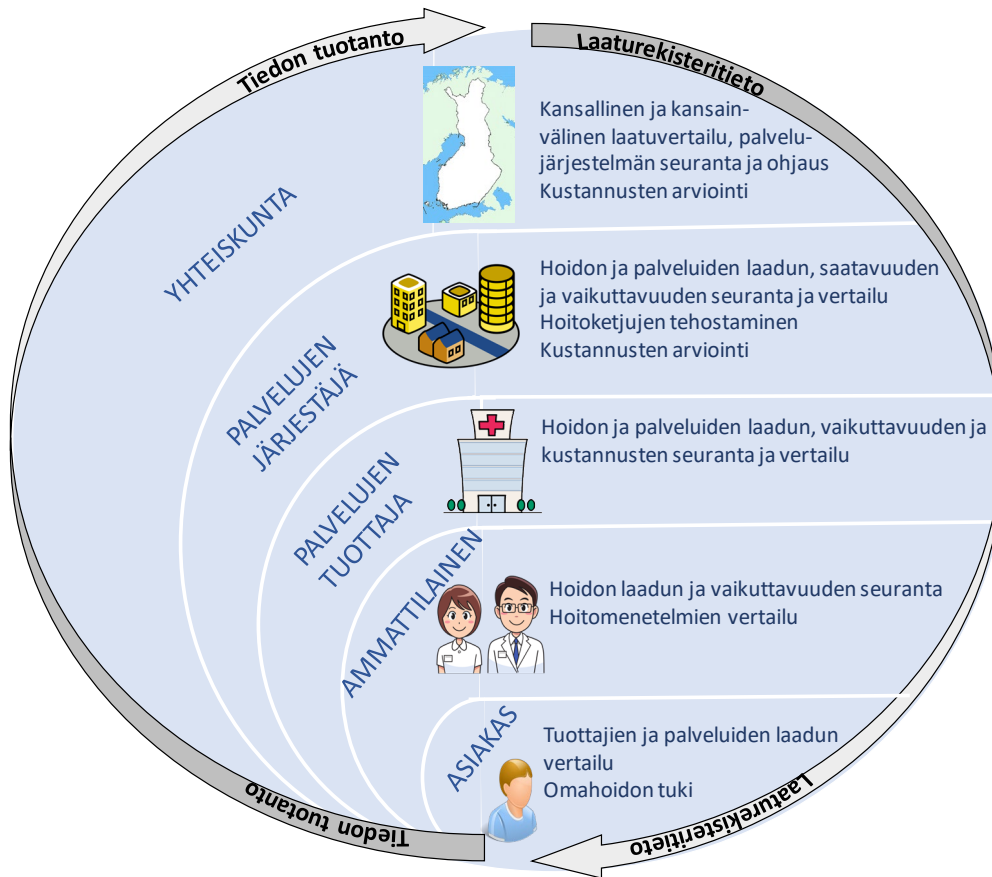 Tiedon tuotanto
Laaturekisteritieto
Kansallinen ja kansain-
välinen laatuvertailu, palvelu-
järjestelmän seuranta ja ohjaus
Kustannusten arviointi
YHTEISKUNTA
Hoidon ja palveluiden laadun, saatavuuden
ja vaikuttavuuden seuranta ja vertailu
Hoitoketjujen tehostaminen
Kustannusten arviointi
PALVELUJEN
JÄRJESTÄJÄ
Hoidon ja palveluiden laadun, vaikuttavuuden ja
kustannusten seuranta ja vertailu
PALVELUJEN
TUOTTAJA
Hoidon laadun ja vaikuttavuuden seuranta
Hoitomenetelmien vertailu
AMMATTILAINEN
Tuottajien ja palveluiden laadun
vertailu
Omahoidon tuki
ASIAKAS
Tiedon tuotanto
Laaturekisteritieto